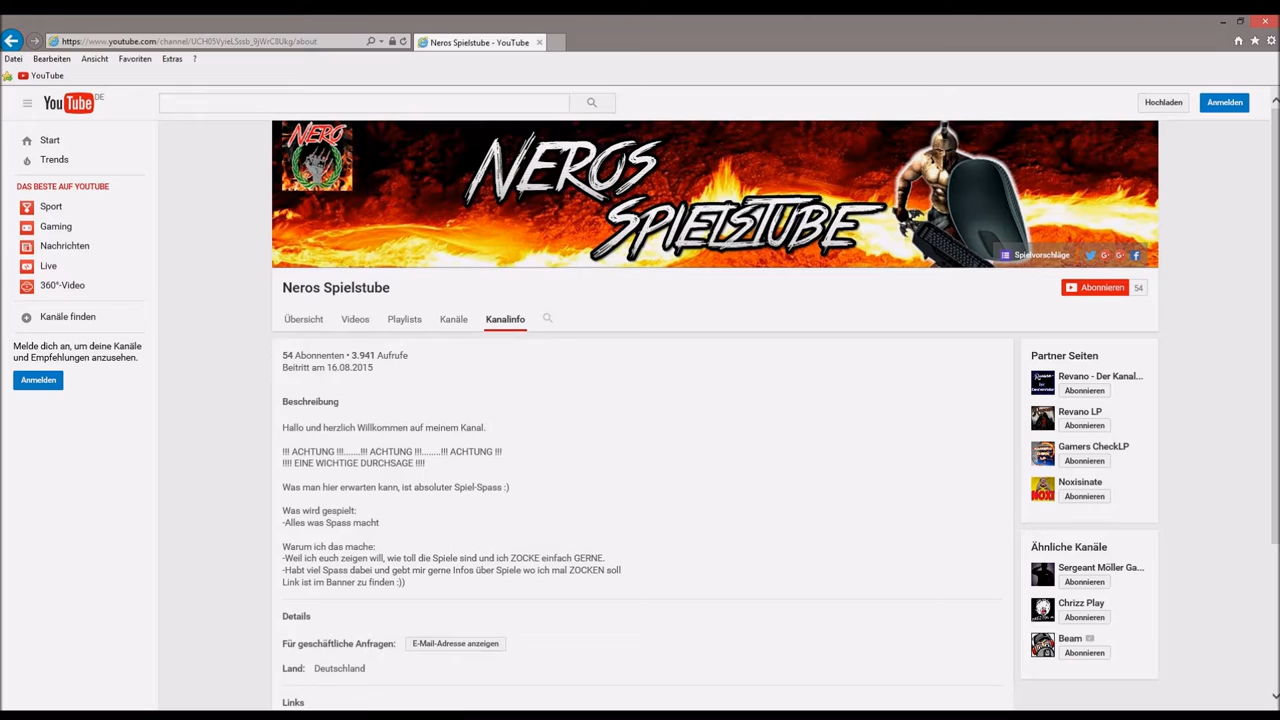 https://www.youtube.com/channel/UCH05VyieLSssb_9jWrC8Ukg/about
Neros Spielstube - YouTube
Datei Bearbeiten Ansicht Favoriten Extras ?
YouTube
YouTube DE
Hochladen
Anmelden
Start
Trends
DAS BESTE AUF YOUTUBE
Sport
Gaming
Nachrichten
Live
360°-Video
Kanäle finden
Melde dich an, um deine Kanäle
und Empfehlungen anzusehen.
Anmelden
NERO
NEROS
SPIELSTUBE
Spielvorschläge
Neros Spielstube
Abonnieren 54
Übersicht Videos Playlists Kanäle Kanalinfo
54 Abonnenten • 3.941 Aufrufe
Beitritt am 16.08.2015
Beschreibung
Hallo und herzlich Willkommen auf meinem Kanal.
!!! ACHTUNG !!!.......!!! ACHTUNG !!!........!!! ACHTUNG !!!
!!!! EINE WICHTIGE DURCHSAGE !!!!
Was man hier erwarten kann, ist absoluter Spiel-Spass :)
Was wird gespielt:
-Alles was Spass macht
Warum ich das mache:
-Weil ich euch zeigen will, wie toll die Spiele sind und ich ZOCKE einfach GERNE.
-Habt viel Spass dabei und gebt mir gerne Infos über Spiele wo ich mal ZOCKEN soll
Link ist im Banner zu finden :))
Details
Für geschäftliche Anfragen: E-Mail-Adresse anzeigen
Land: Deutschland
Links
Partner Seiten
Revano - Der Kanal...
Abonnieren
Revano LP
Abonnieren
Gamers CheckLP
Abonnieren
Noxisinate
Abonnieren
Ähnliche Kanäle
Sergeant Möller Ga...
Abonnieren
Chrizz Play
Abonnieren
Beam
Abonnieren